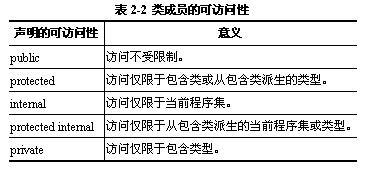 表 2-2 类成员的可访问性
声明的可访问性 意义
public 访问不受限制。
protected 访问仅限于包含类或从包含类派生的类型。
internal 访问仅限于当前程序集。
protected internal 访问仅限于从包含类派生的当前程序集或类型。
private 访问仅限于包含类型。